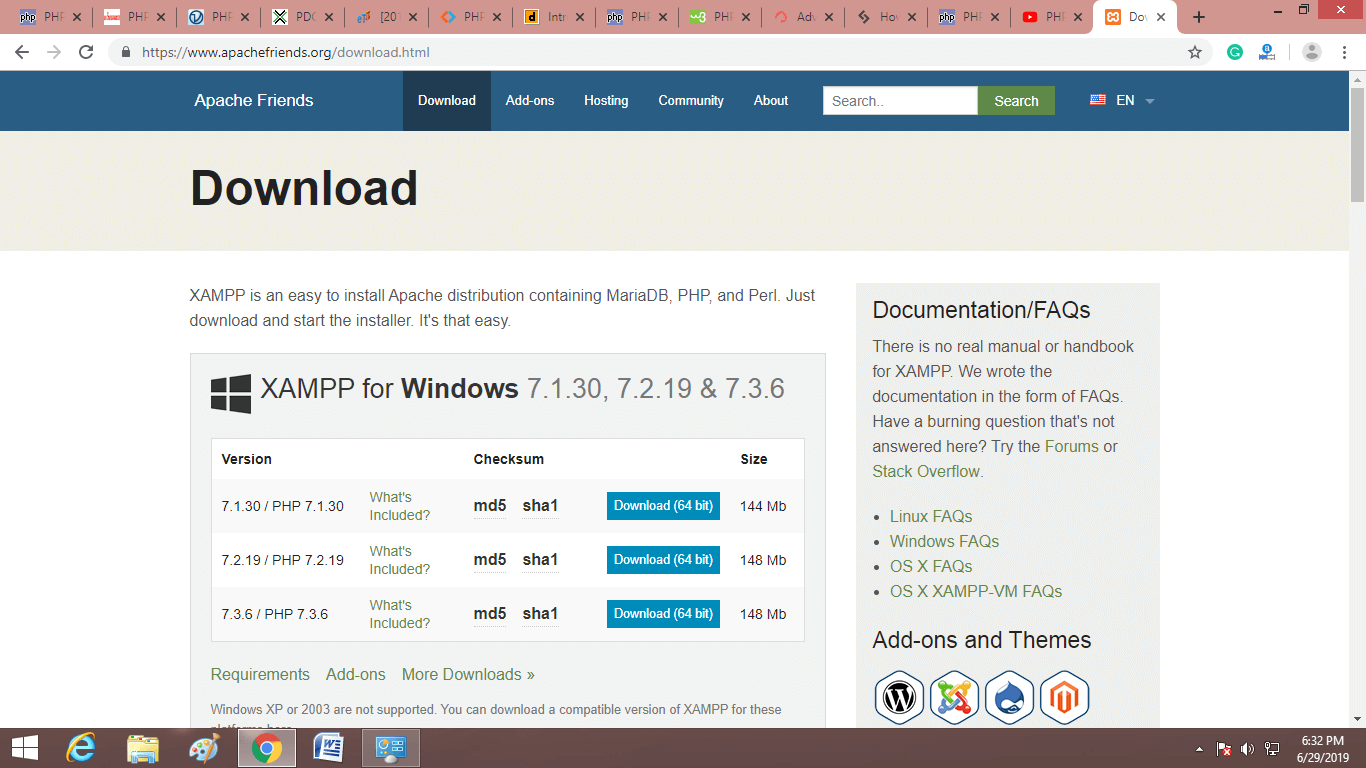 PHP
PHP
PHP
PDO
[201
PHP
Intr
PHP
PHP
Adv
How
PHP
PHP
Dow
https://www.apachefriends.org/download.html
Apache Friends
Download
Add-ons
Hosting
Community
About
Search..
Search
EN
Download
XAMPP is an easy to install Apache distribution containing MariaDB, PHP, and Perl. Just
download and start the installer. It's that easy.
XAMPP for Windows 7.1.30, 7.2.19 & 7.3.6
Version Checksum Size
7.1.30 / PHP 7.1.30 What's Included? md5 sha1 Download (64 bit) 144 Mb
7.2.19 / PHP 7.2.19 What's Included? md5 sha1 Download (64 bit) 148 Mb
7.3.6 / PHP 7.3.6 What's Included? md5 sha1 Download (64 bit) 148 Mb
Requirements Add-ons More Downloads »
Windows XP or 2003 are not supported. You can download a compatible version of XAMPP for these
platforms here.
Documentation/FAQs
There is no real manual or handbook
for XAMPP. We wrote the
documentation in the form of FAQs.
Have a burning question that's not
answered here? Try the Forums or
Stack Overflow.
• Linux FAQs
• Windows FAQs
• OS X FAQs
• OS X XAMPP-VM FAQs
Add-ons and Themes
6:32 PM
6/29/2019